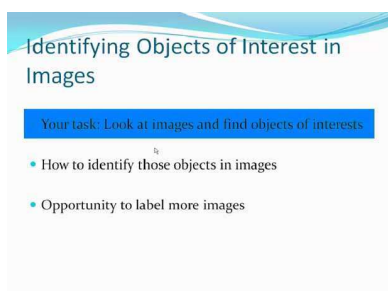 Identifying Objects of Interest in
Images
Your task: Look at images and find objects of interests
How to identify those objects in images
Opportunity to label more images